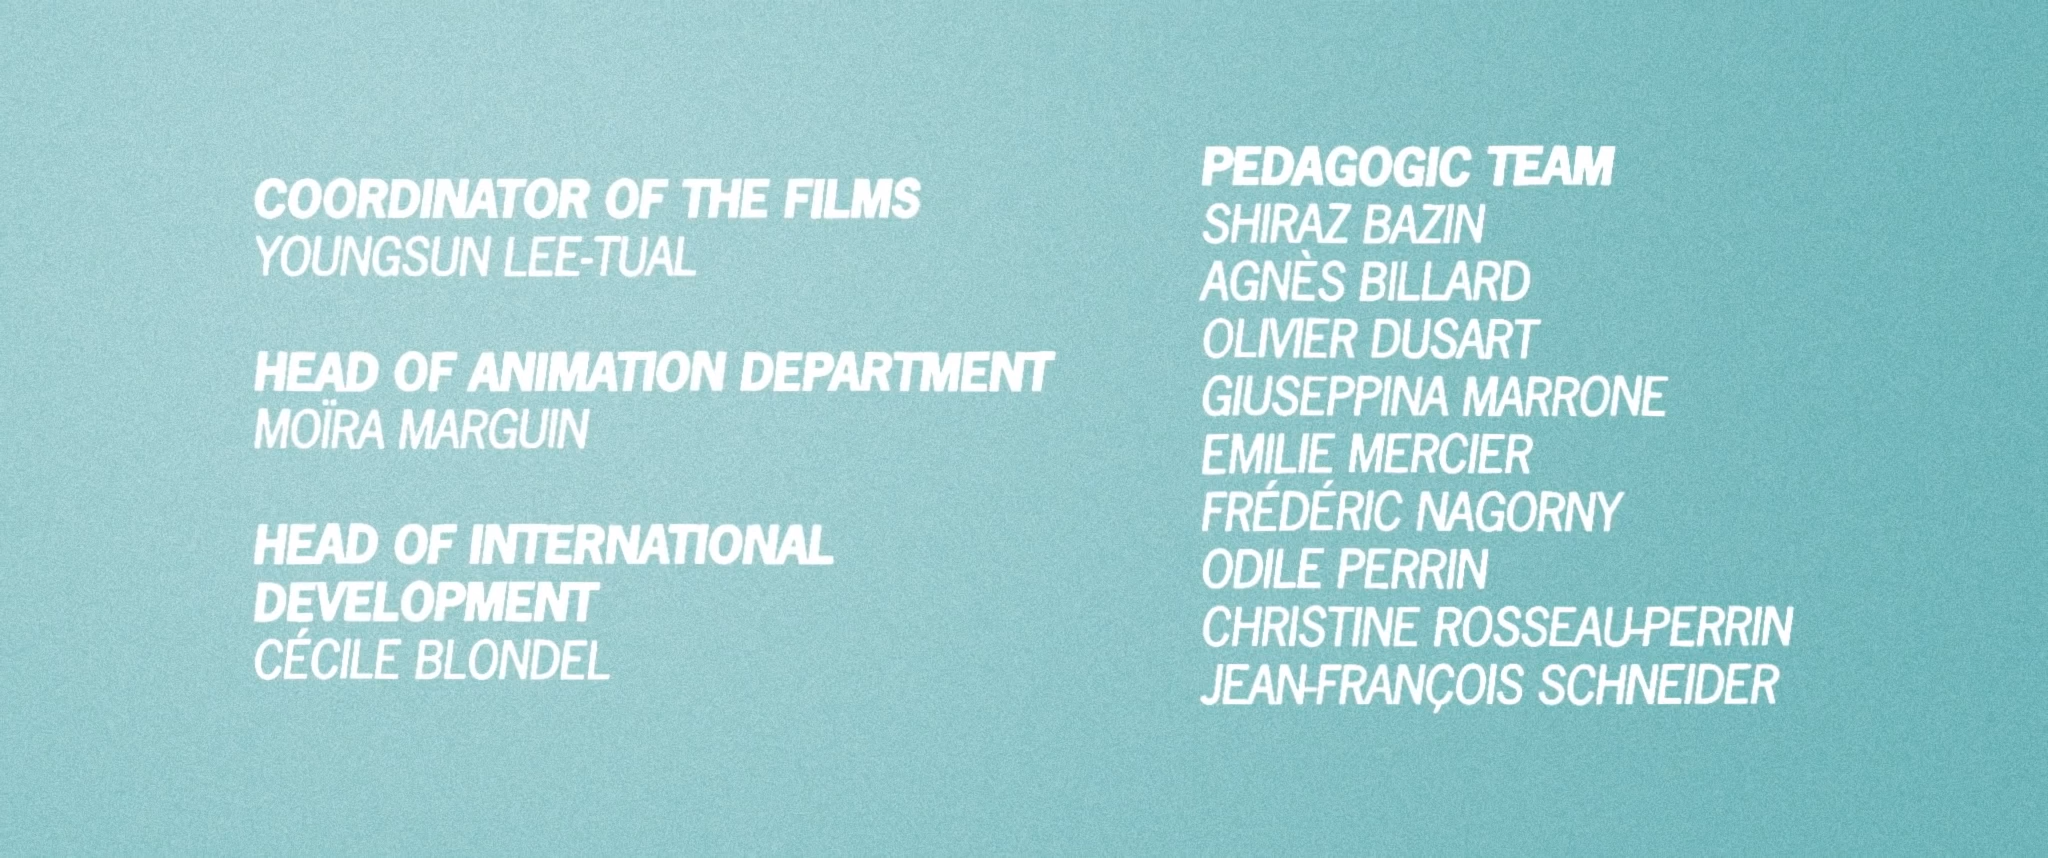 COORDINATOR OF THE FILMS
YOUNGSUN LEE-TUAL
HEAD OF ANIMATION DEPARTMENT
MOÏRA MARGUIN
HEAD OF INTERNATIONAL
DEVELOPMENT
CÉCILE BLONDEL
PEDAGOGIC TEAM
SHIRAZ BAZIN
AGNÈS BILLARD
OLIVIER DUSART
GIUSEPPINA MARRONE
EMILIE MERCIER
FRÉDÉRIC NAGORNY
ODILE PERRIN
CHRISTINE ROSSEAU-PERRIN
JEAN-FRANÇOIS SCHNEIDER